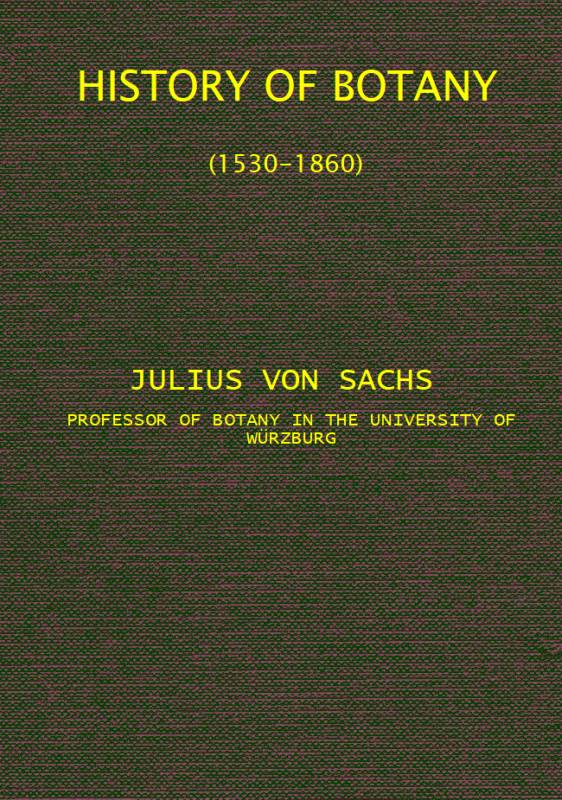 HISTORY OF BOTANY
(1530–1860)
JULIUS VON SACHS
PROFESSOR OF BOTANY IN THE UNIVERSITY OF
WÜRZBURG